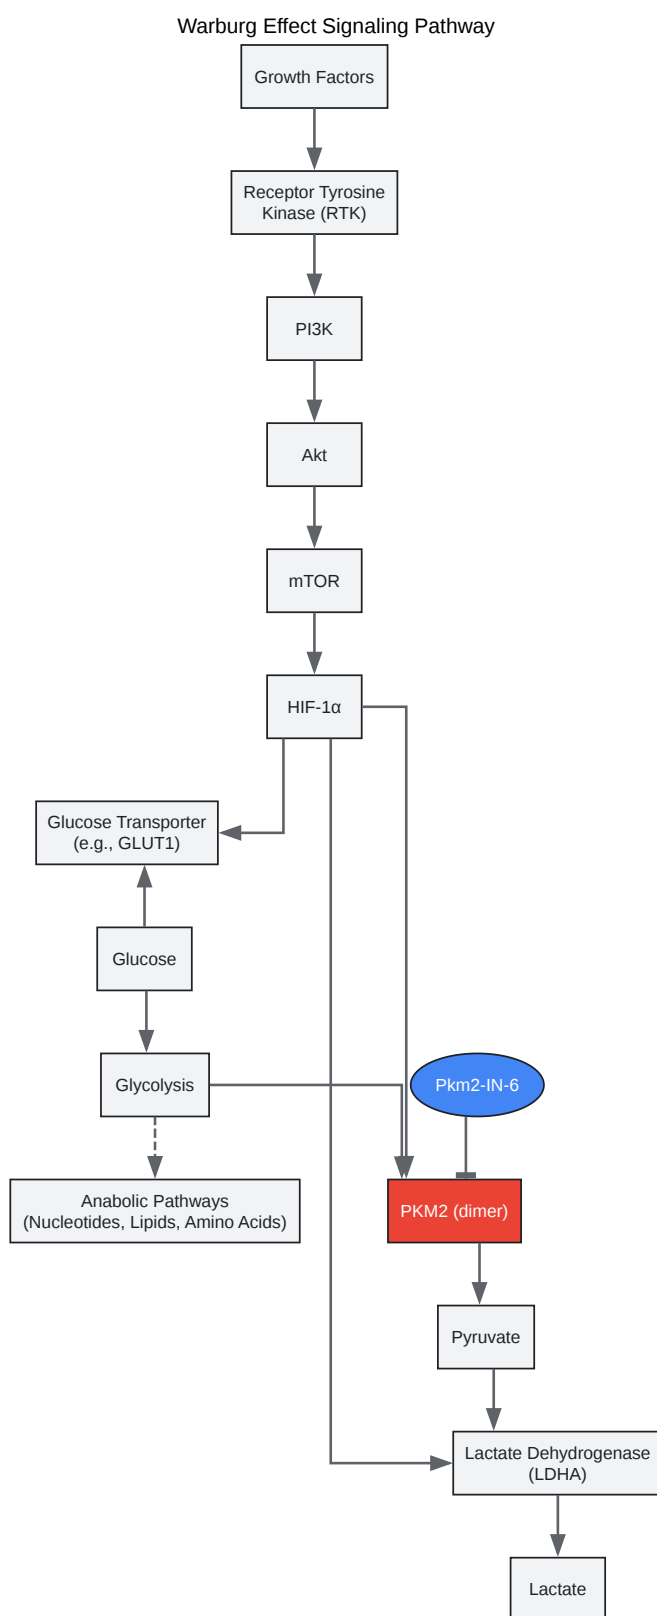 Warburg Effect Signaling Pathway
Growth Factors
Receptor Tyrosine
Kinase (RTK)
PI3K
Akt
mTOR
HIF-1α
Glucose Transporter
(e.g., GLUT1)
Glucose
Glycolysis
Pkm2-IN-6
Anabolic Pathways
(Nucleotides, Lipids, Amino Acids)
PKM2 (dimer)
Pyruvate
Lactate Dehydrogenase
(LDHA)
Lactate